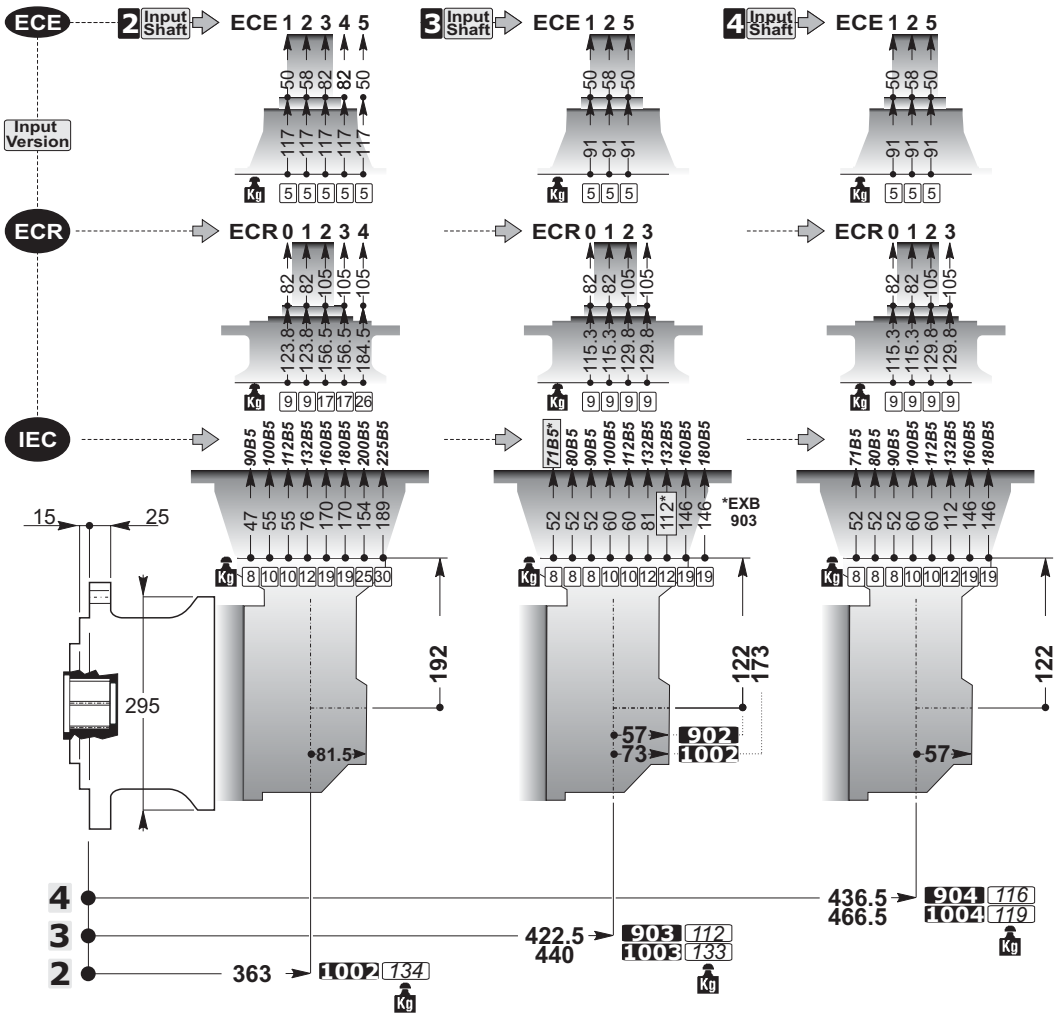 ECE 2 Input Shaft ECE 1 2 3 4 5 3 Input Shaft ECE 1 2 5 4 Input Shaft ECE 1 2 5
50 58 82 82 50 50 58 50 50 58 50
Input Version
117 117 117 117 117 91 91 91 91 91 91
Kg 5 5 5 5 5 Kg 5 5 5 Kg 5 5 5
ECR ECR 0 1 2 3 4 ECR 0 1 2 3 ECR 0 1 2 3
82 82 105 105 105 82 82 105 105 82 82 105 105
123.8 123.8 156.5 156.5 184.5 115.3 115.3 129.8 129.8 115.3 115.3 129.8 129.8
Kg 9 9 17 17 26 Kg 9 9 9 9 Kg 9 9 9 9
IEC 90B5 100B5 112B5 132B5 160B5 180B5 200B5 225B5 71B5* 80B5 90B5 100B5 112B5 132B5 132B5 160B5 180B5 71B5 80B5 90B5 100B5 112B5 132B5 160B5 180B5
47 55 55 76 170 170 154 189 52 52 52 60 60 81 112* 146 146 52 52 52 60 60 112 146 146
*EXB
903
15 25
Kg 8 10 10 12 19 19 25 30 Kg 8 8 8 10 10 12 12 19 19 Kg 8 8 8 10 10 12 19 19
192 122 173 122
295
57 902
81.5 73 1002 57
4 436.5 904 116
466.5 1004 119
Kg
3 422.5 903 112
440 1003 133
Kg
2 363 1002 134
Kg